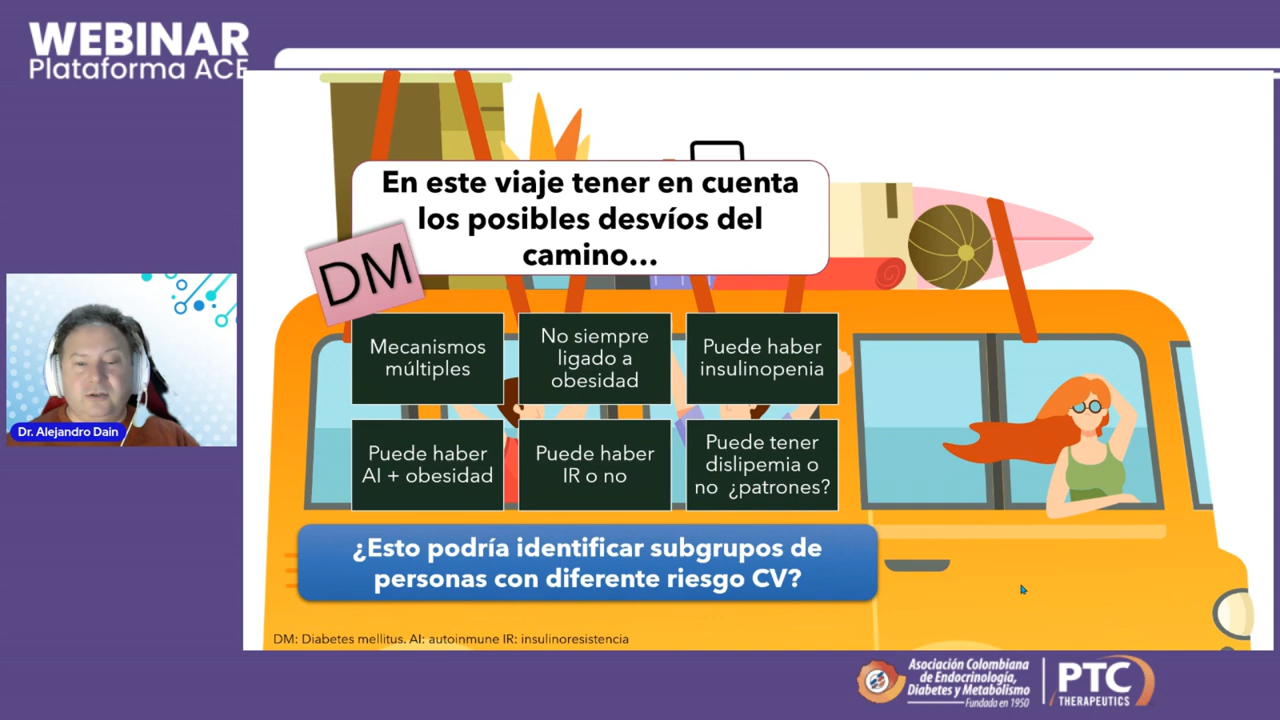 WEBINAR
Plataforma ACE
En este viaje tener en cuenta
los posibles desvíos del
camino...
DM
Mecanismos
múltiples
No siempre
ligado a
obesidad
Puede haber
insulinopenia
Puede haber
AI + obesidad
Puede haber
IR o no
Puede tener
dislipemia o
no ¿patrones?
¿Esto podría identificar subgrupos de
personas con diferente riesgo CV?
DM: Diabetes mellitus. AI: autoinmune IR: insulinoresistencia
Dr. Alejandro Dain
Asociación Colombiana
de Endocrinología,
Diabetes y Metabolismo
Fundada en 1950
PTC
THERAPEUTICS